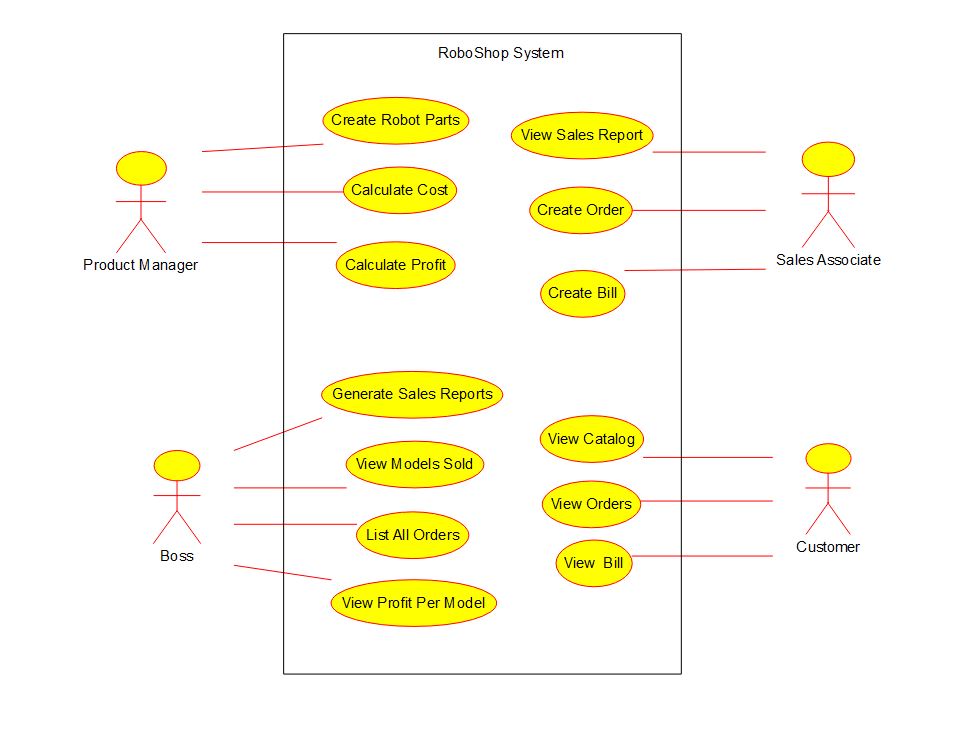 RoboShop System
Create Robot Parts
View Sales Report
Calculate Cost
Create Order
Product Manager
Sales Associate
Calculate Profit
Create Bill
Generate Sales Reports
View Catalog
View Models Sold
View Orders
List All Orders
Boss
Customer
View Bill
View Profit Per Model